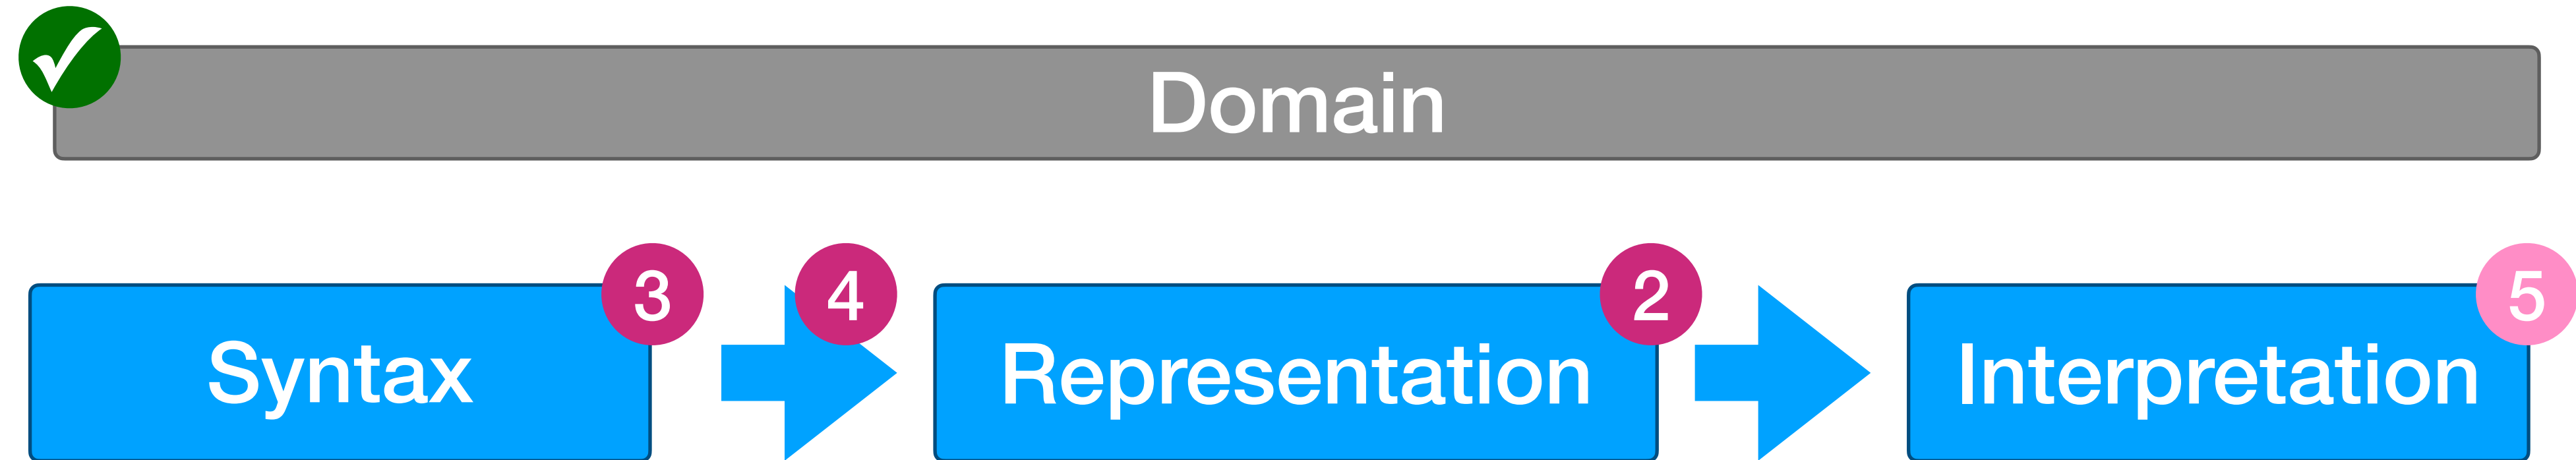 Domain
3
4
2
5
Syntax
Representation
Interpretation